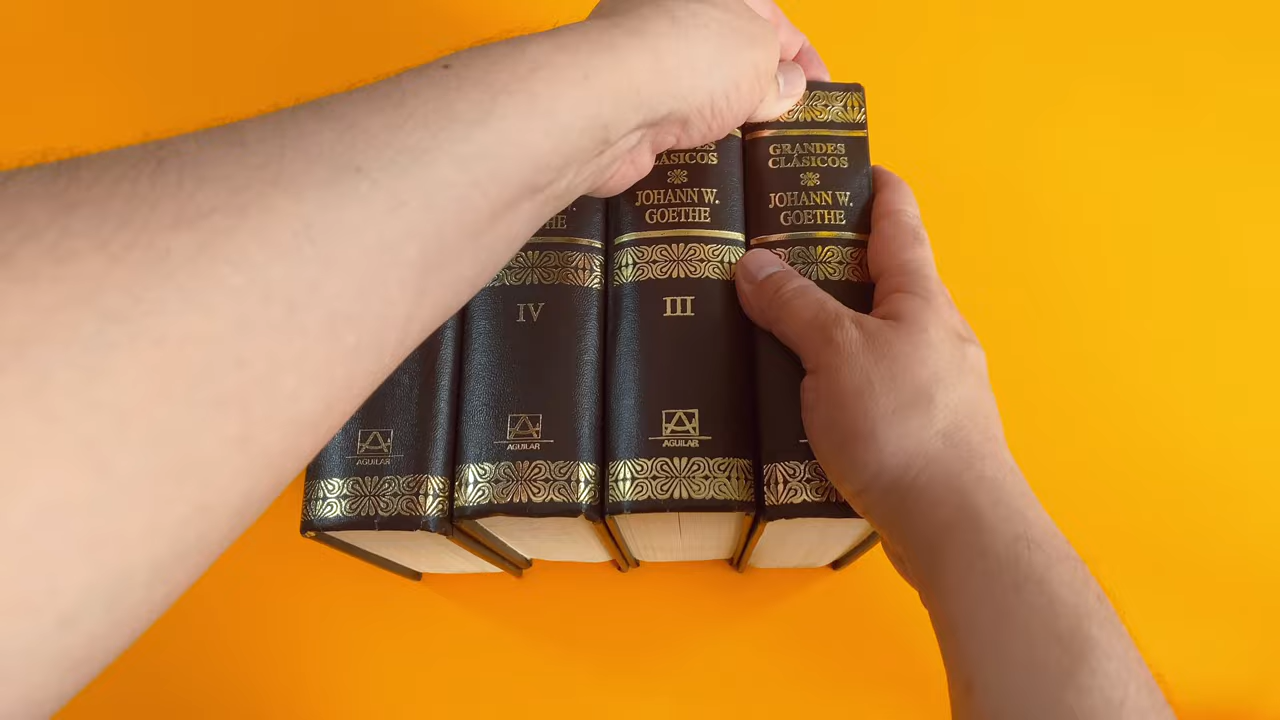 GRANDES
CLÁSICOS
JOHANN W.
GOETHE
CLÁSICOS
JOHANN W.
GOETHE
III
IV
AGUILAR
AGUILAR
AGUILAR